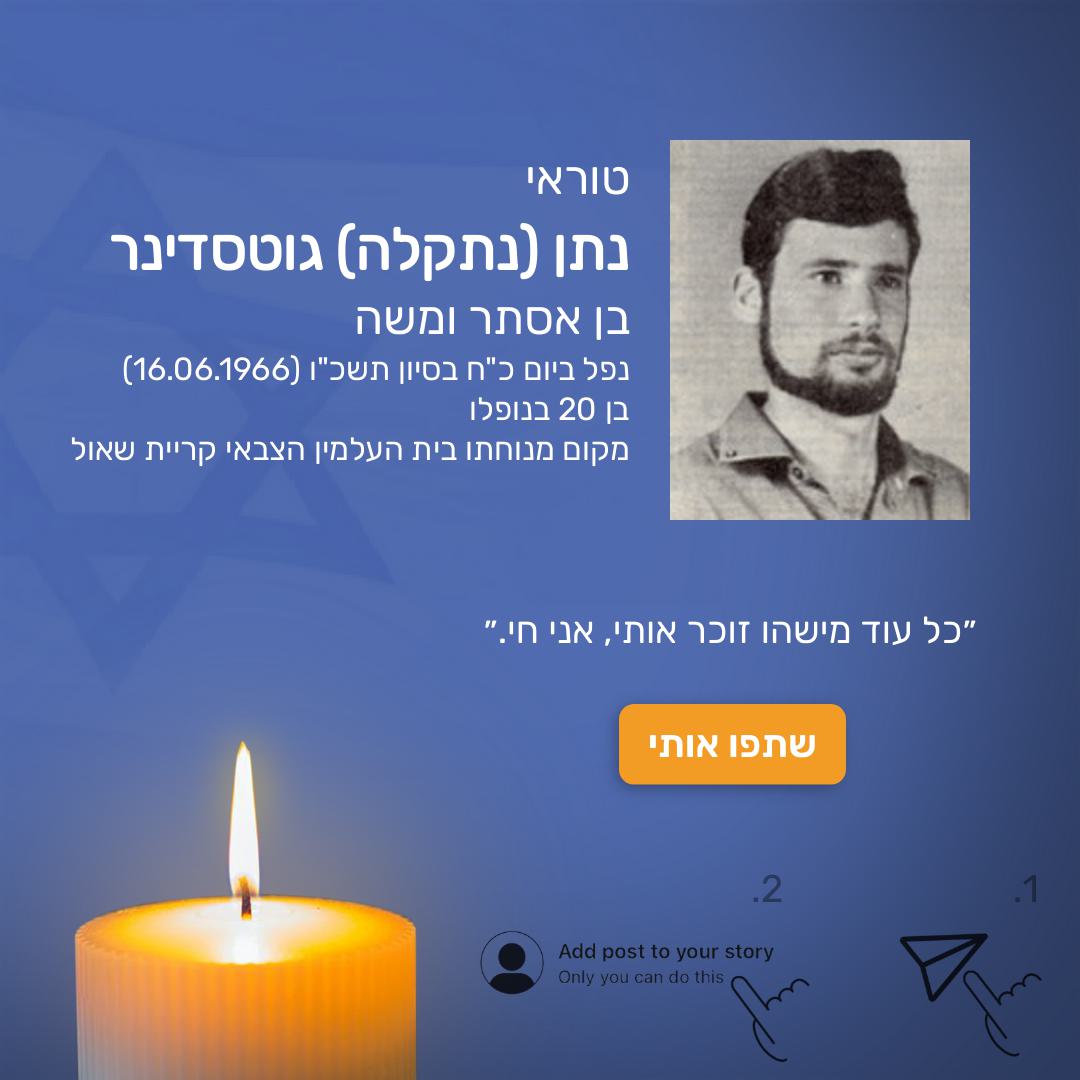 טוראי
נתן (נתקלה) גוטסדינר
בן אסתר ומשה
נפל ביום כ"ח בסיון תשכ"ו (16.06.1966)
בן 20 בנופלו
מקום מנוחתו בית העלמין הצבאי קריית שאול
״כל עוד מישהו זוכר אותי, אני חי.״
שתפו אותי
1.
2.
Add post to your story
Only you can do this